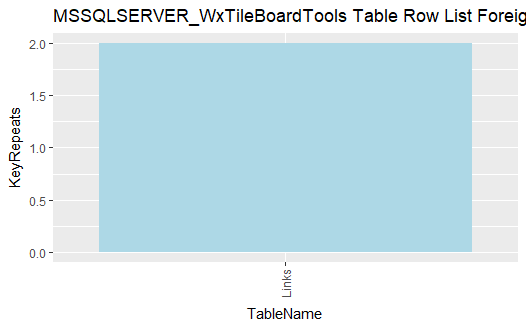 MSSQLSERVER_WxTileBoardTools Table Row List Foreig
2.0
1.5
1.0
0.5
0.0
KeyRepeats
Links
TableName